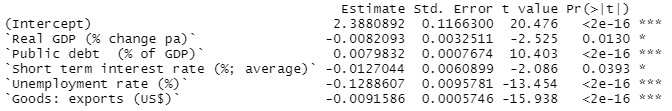 Estimate Std. Error t value Pr(>|t|)
(Intercept) 2.3880892 0.1166300 20.476 <2e-16 ***
`Real GDP (% change pa)` -0.0082093 0.0032511 -2.525 0.0130 *
`Public debt  (% of GDP)` 0.0079832 0.0007674 10.403 <2e-16 ***
`Short term interest rate (%; average)` -0.0127044 0.0060899 -2.086 0.0393 *
`Unemployment rate (%)` -0.1288607 0.0095781 -13.454 <2e-16 ***
`Goods: exports (US$)` -0.0091586 0.0005746 -15.938 <2e-16 ***